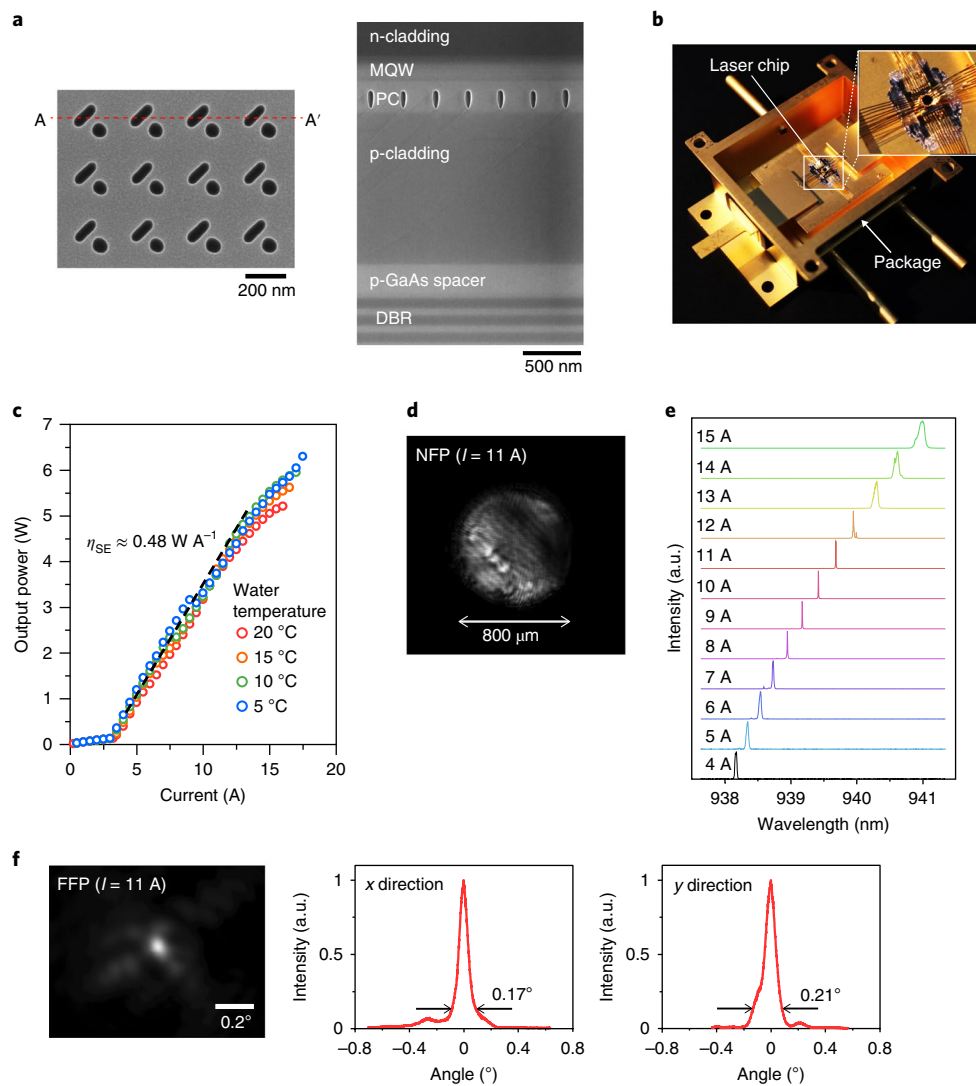 a
A
A′
200 nm
n-cladding
MQW
PC
p-cladding
p-GaAs spacer
DBR
500 nm
b
Laser chip
Package
c
7
6
5
4
3
2
1
0
0
5
10
15
20
Output power (W)
Current (A)
ηSE ≈ 0.48 W A−1
Water
temperature
20 °C
15 °C
10 °C
5 °C
d
NFP (I = 11 A)
800 μm
e
15 A
14 A
13 A
12 A
11 A
10 A
9 A
8 A
7 A
6 A
5 A
4 A
Intensity (a.u.)
938
939
940
941
Wavelength (nm)
f
FFP (I = 11 A)
0.2°
x direction
Intensity (a.u.)
1
0.5
0
0.17°
−0.8
−0.4
0
0.4
0.8
Angle (°)
y direction
Intensity (a.u.)
1
0.5
0
0.21°
−0.8
−0.4
0
0.4
0.8
Angle (°)